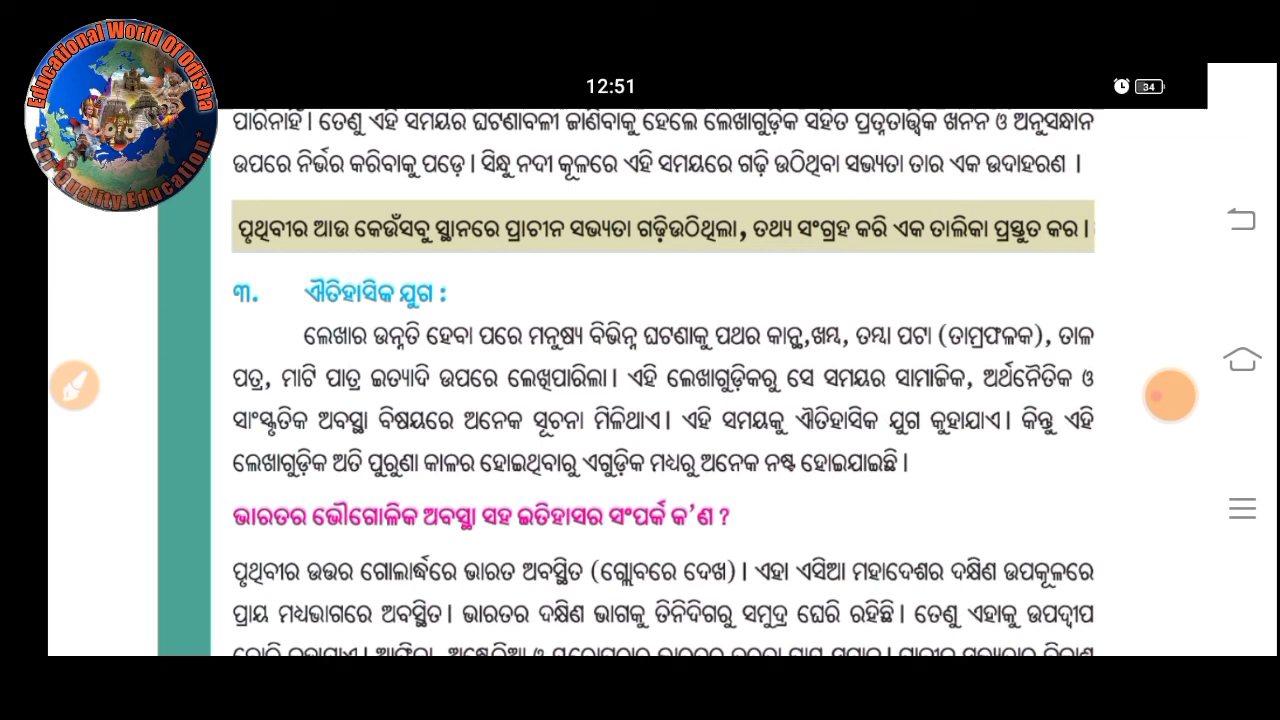 Educational World Of Odisha
For Quality Education
12:51
34
ପାରିନାହିଁ । ତେଣୁ ଏହି ସମୟର ଘଟଣାବଳୀ ଜାଣିବାକୁ ହେଲେ ଲେଖାଗୁଡ଼ିକ ସହିତ ପ୍ରତ୍ନତାତ୍ତ୍ୱିକ ଖନନ ଓ ଅନୁସନ୍ଧାନ
ଉପରେ ନିର୍ଭର କରିବାକୁ ପଡ଼େ । ସିନ୍ଧୁ ନଦୀ କୂଳରେ ଏହି ସମୟରେ ଗଢ଼ି ଉଠିଥିବା ସଭ୍ୟତା ତାର ଏକ ଉଦାହରଣ ।
ପୃଥିବୀର ଆଉ କେଉଁସବୁ ସ୍ଥାନରେ ପ୍ରାଚୀନ ସଭ୍ୟତା ଗଢ଼ିଉଠିଥିଲା, ତଥ୍ୟ ସଂଗ୍ରହ କରି ଏକ ତାଲିକା ପ୍ରସ୍ତୁତ କର ।
୩. ଐତିହାସିକ ଯୁଗ :
ଲେଖାର ଉନ୍ନତି ହେବା ପରେ ମନୁଷ୍ୟ ବିଭିନ୍ନ ଘଟଣାକୁ ପଥର କାନ୍ଥ,ଖମ୍ଭ, ତମ୍ବା ପଟା (ତାମ୍ରଫଳକ), ତାଳ
ପତ୍ର, ମାଟି ପାତ୍ର ଇତ୍ୟାଦି ଉପରେ ଲେଖିପାରିଲା । ଏହି ଲେଖାଗୁଡ଼ିକରୁ ସେ ସମୟର ସାମାଜିକ, ଅର୍ଥନୈତିକ ଓ
ସାଂସ୍କୃତିକ ଅବସ୍ଥା ବିଷୟରେ ଅନେକ ସୂଚନା ମିଳିଥାଏ । ଏହି ସମୟକୁ ଐତିହାସିକ ଯୁଗ କୁହାଯାଏ । କିନ୍ତୁ ଏହି
ଲେଖାଗୁଡ଼ିକ ଅତି ପୁରୁଣା କାଳର ହୋଇଥିବାରୁ ଏଗୁଡ଼ିକ ମଧ୍ୟରୁ ଅନେକ ନଷ୍ଟ ହୋଇଯାଇଛି ।
ଭାରତର ଭୌଗୋଳିକ ଅବସ୍ଥା ସହ ଇତିହାସର ସଂପର୍କ କ'ଣ ?
ପୃଥିବୀର ଉତ୍ତର ଗୋଲାର୍ଦ୍ଧରେ ଭାରତ ଅବସ୍ଥିତ (ଗ୍ଲୋବରେ ଦେଖ) । ଏହା ଏସିଆ ମହାଦେଶର ଦକ୍ଷିଣ ଉପକୂଳରେ
ପ୍ରାୟ ମଧ୍ୟଭାଗରେ ଅବସ୍ଥିତ । ଭାରତର ଦକ୍ଷିଣ ଭାଗକୁ ତିନିଦିଗରୁ ସମୁଦ୍ର ଘେରି ରହିଛି । ତେଣୁ ଏହାକୁ ଉପଦ୍ୱୀପ